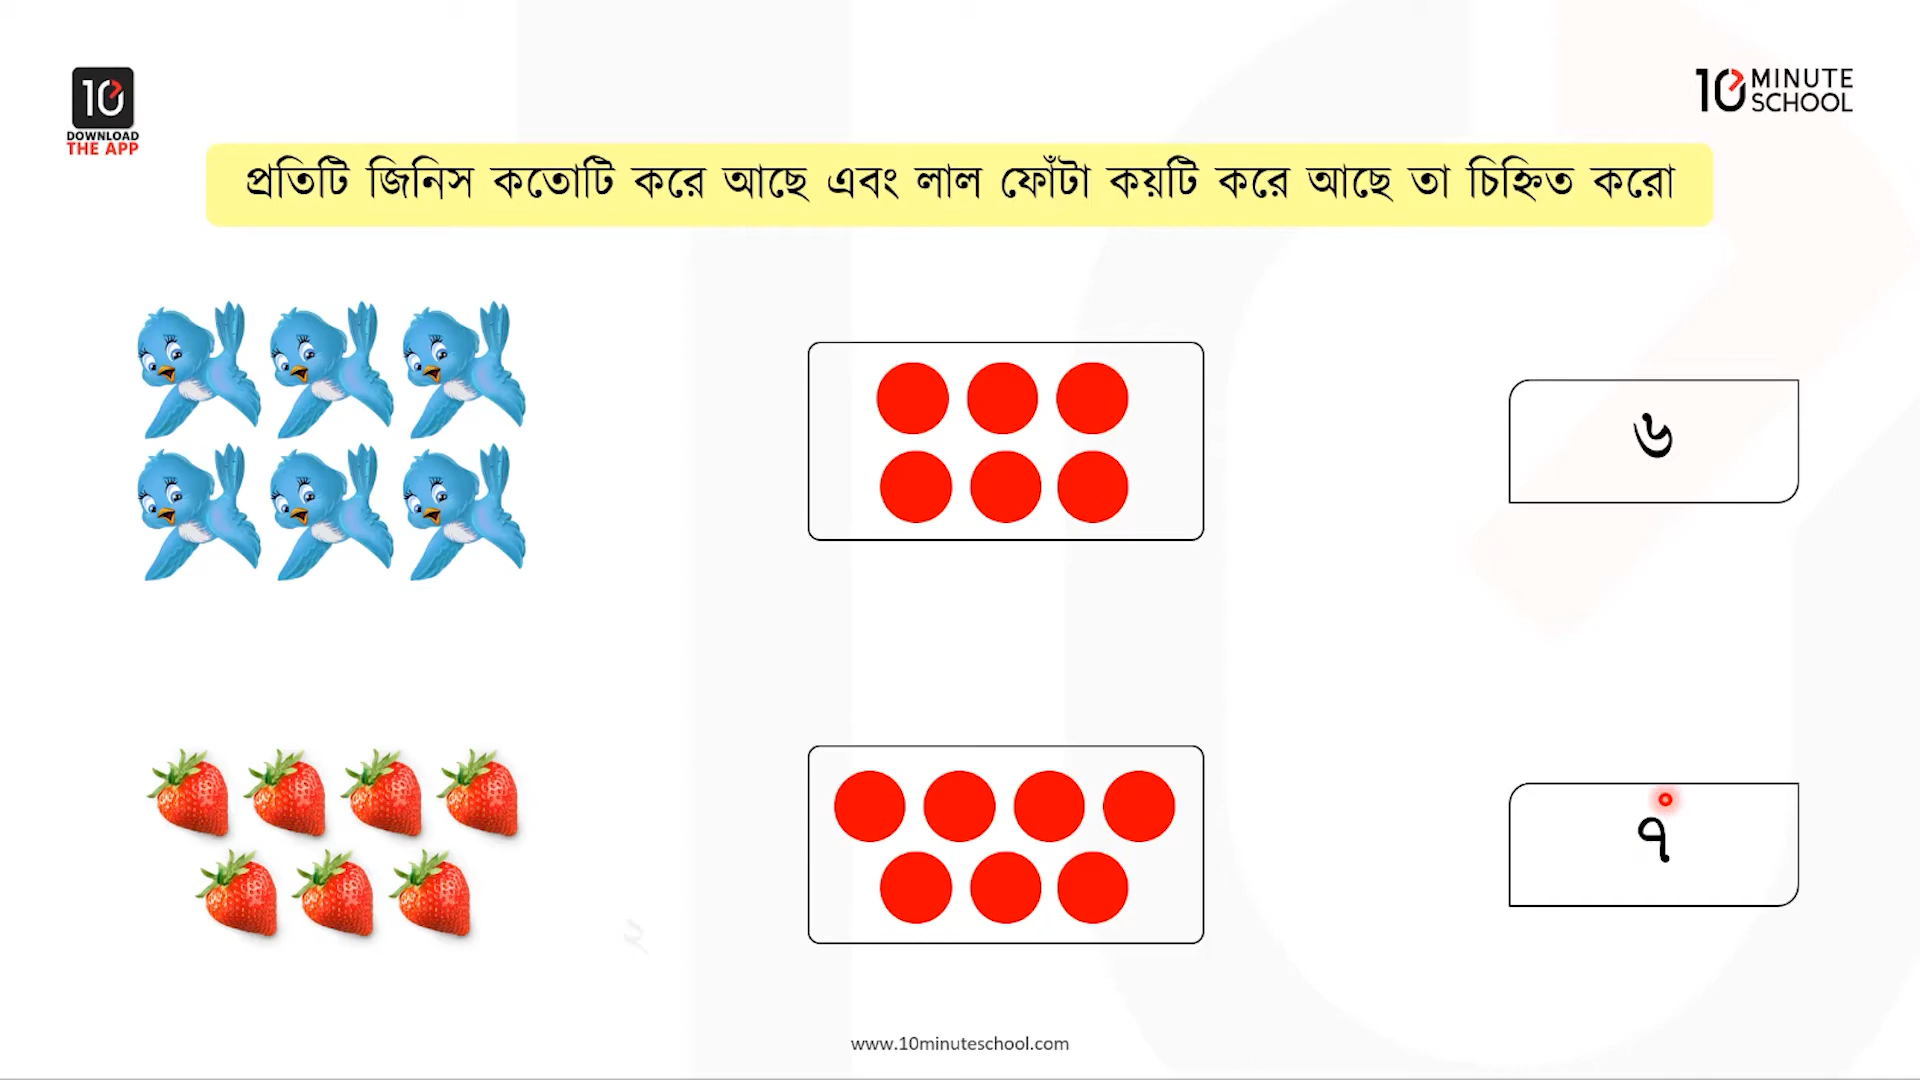 10
DOWNLOAD
THE APP
10 MINUTE
SCHOOL
প্রতিটি জিনিস কতোটি করে আছে এবং লাল ফোঁটা কয়টি করে আছে তা চিহ্নিত করো
৬
৭
২
www.10minuteschool.com